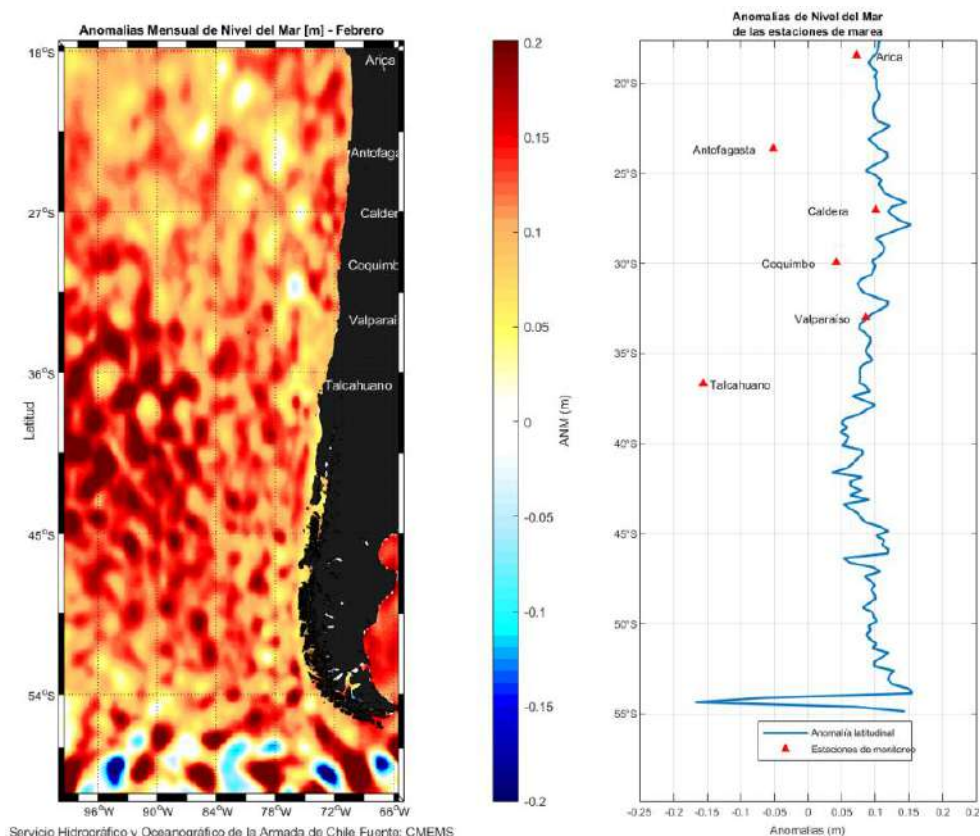 Anomalias Mensual de Nivel del Mar [m] - Febrero
18°S
27°S
36°S
45°S
54°S
Latitud
Arica
Antofaga
Calder
Coquimb
Valparaí
Talcahuano
96°W
90°W
84°W
78°W
72°W
66°W
Servicio Hidrográfico y Oceanográfico de la Armada de Chile Fuente: CMEMS
0.2
0.15
0.1
0.05
0
-0.05
-0.1
-0.15
-0.2
ANM (m)
Anomalias de Nivel del Mar
de las estaciones de marea
20°S
25°S
30°S
35°S
40°S
45°S
50°S
55°S
Arica
Antofagasta
Caldera
Coquimbo
Valparaíso
Talcahuano
Anomalía latitudinal
Estaciones de monitoreo
-0.25
-0.2
-0.15
-0.1
-0.05
0
0.05
0.1
0.15
0.2
Anomalias (m)